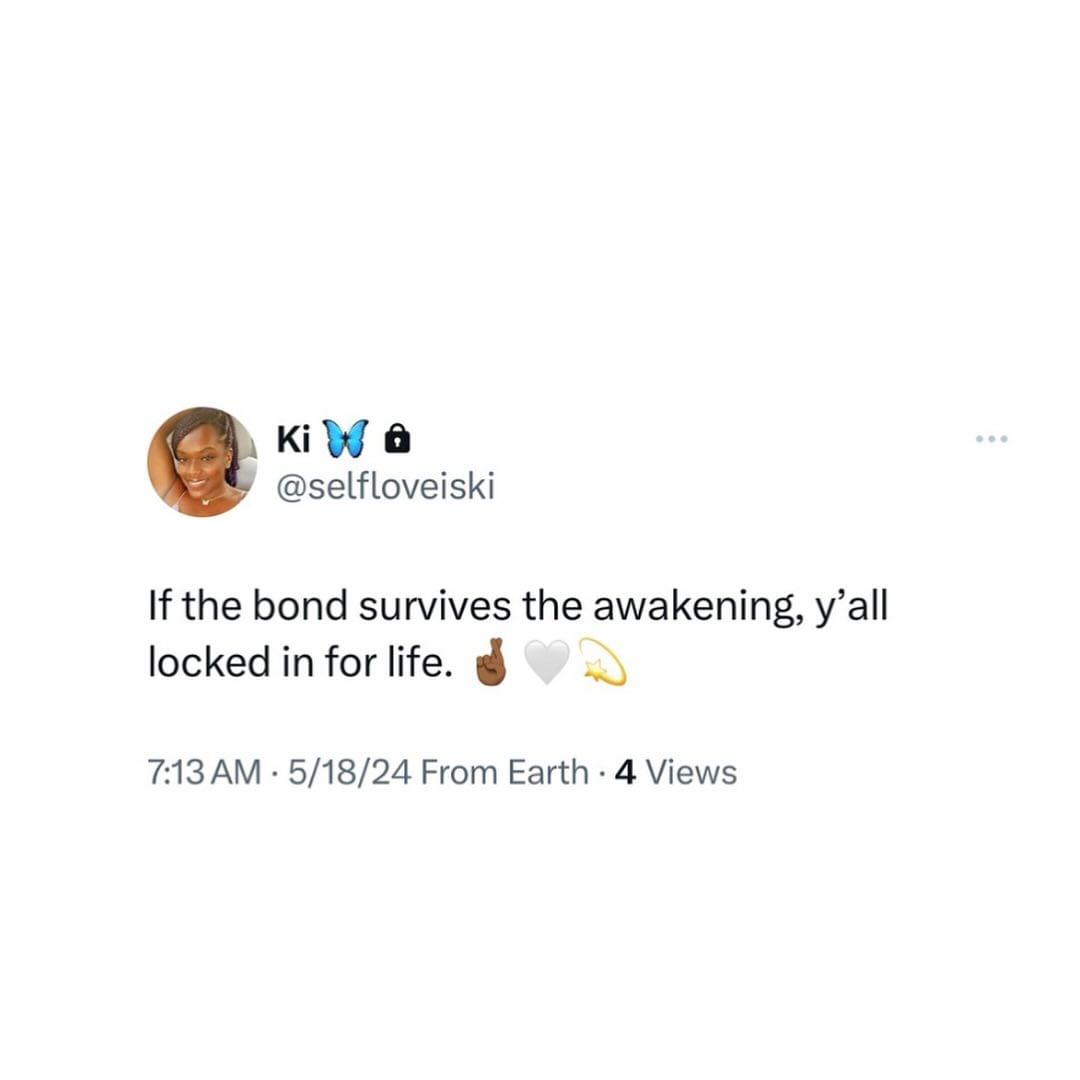 Ki 🦋 🔒
@selfloveiski
If the bond survives the awakening, y’all
locked in for life. 🤞🏾🤍💫
7:13 AM · 5/18/24 From Earth · 4 Views